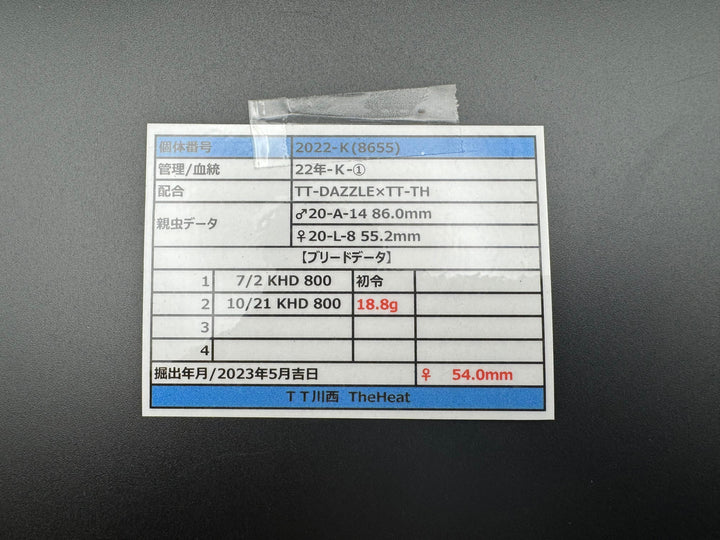 個体番号 2022-K(8655)
管理/血統 22年-K-①
配合 TT-DAZZLE×TT-TH
親虫データ ♂20-A-14 86.0mm
♀20-L-8 55.2mm
【ブリードデータ】
1 7/2 KHD 800 初令
2 10/21 KHD 800 18.8g
3
4
掘出年月/2023年5月吉日 ♀ 54.0mm
TT川西 TheHeat